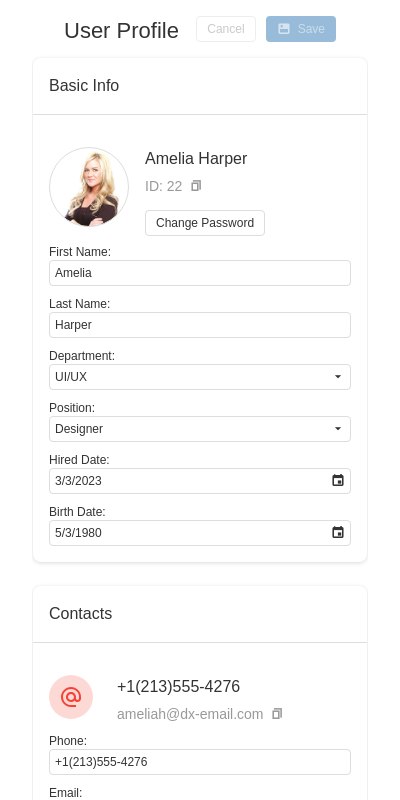 User Profile
Cancel
Save
Basic Info
Amelia Harper
ID: 22
Change Password
First Name:
Amelia
Last Name:
Harper
Department:
UI/UX
Position:
Designer
Hired Date:
3/3/2023
Birth Date:
5/3/1980
Contacts
+1(213)555-4276
ameliah@dx-email.com
Phone:
+1(213)555-4276
Email: